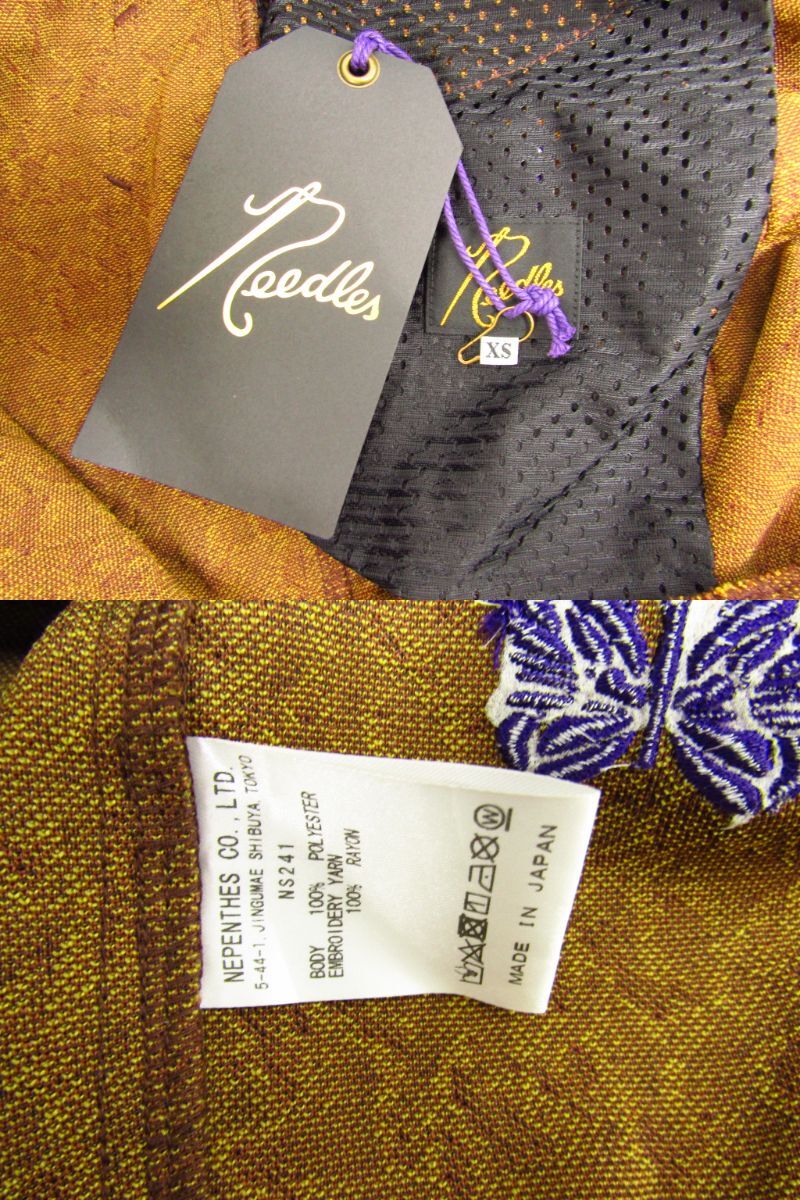 Needles
Needles
XS
NEPENTHES CO., LTD.
5-44-1, JINGUMAE SHIBUYA TOKYO
NS241
BODY 100% POLYESTER
EMBROIDERY YARN
100% RAYON
W
MADE IN JAPAN